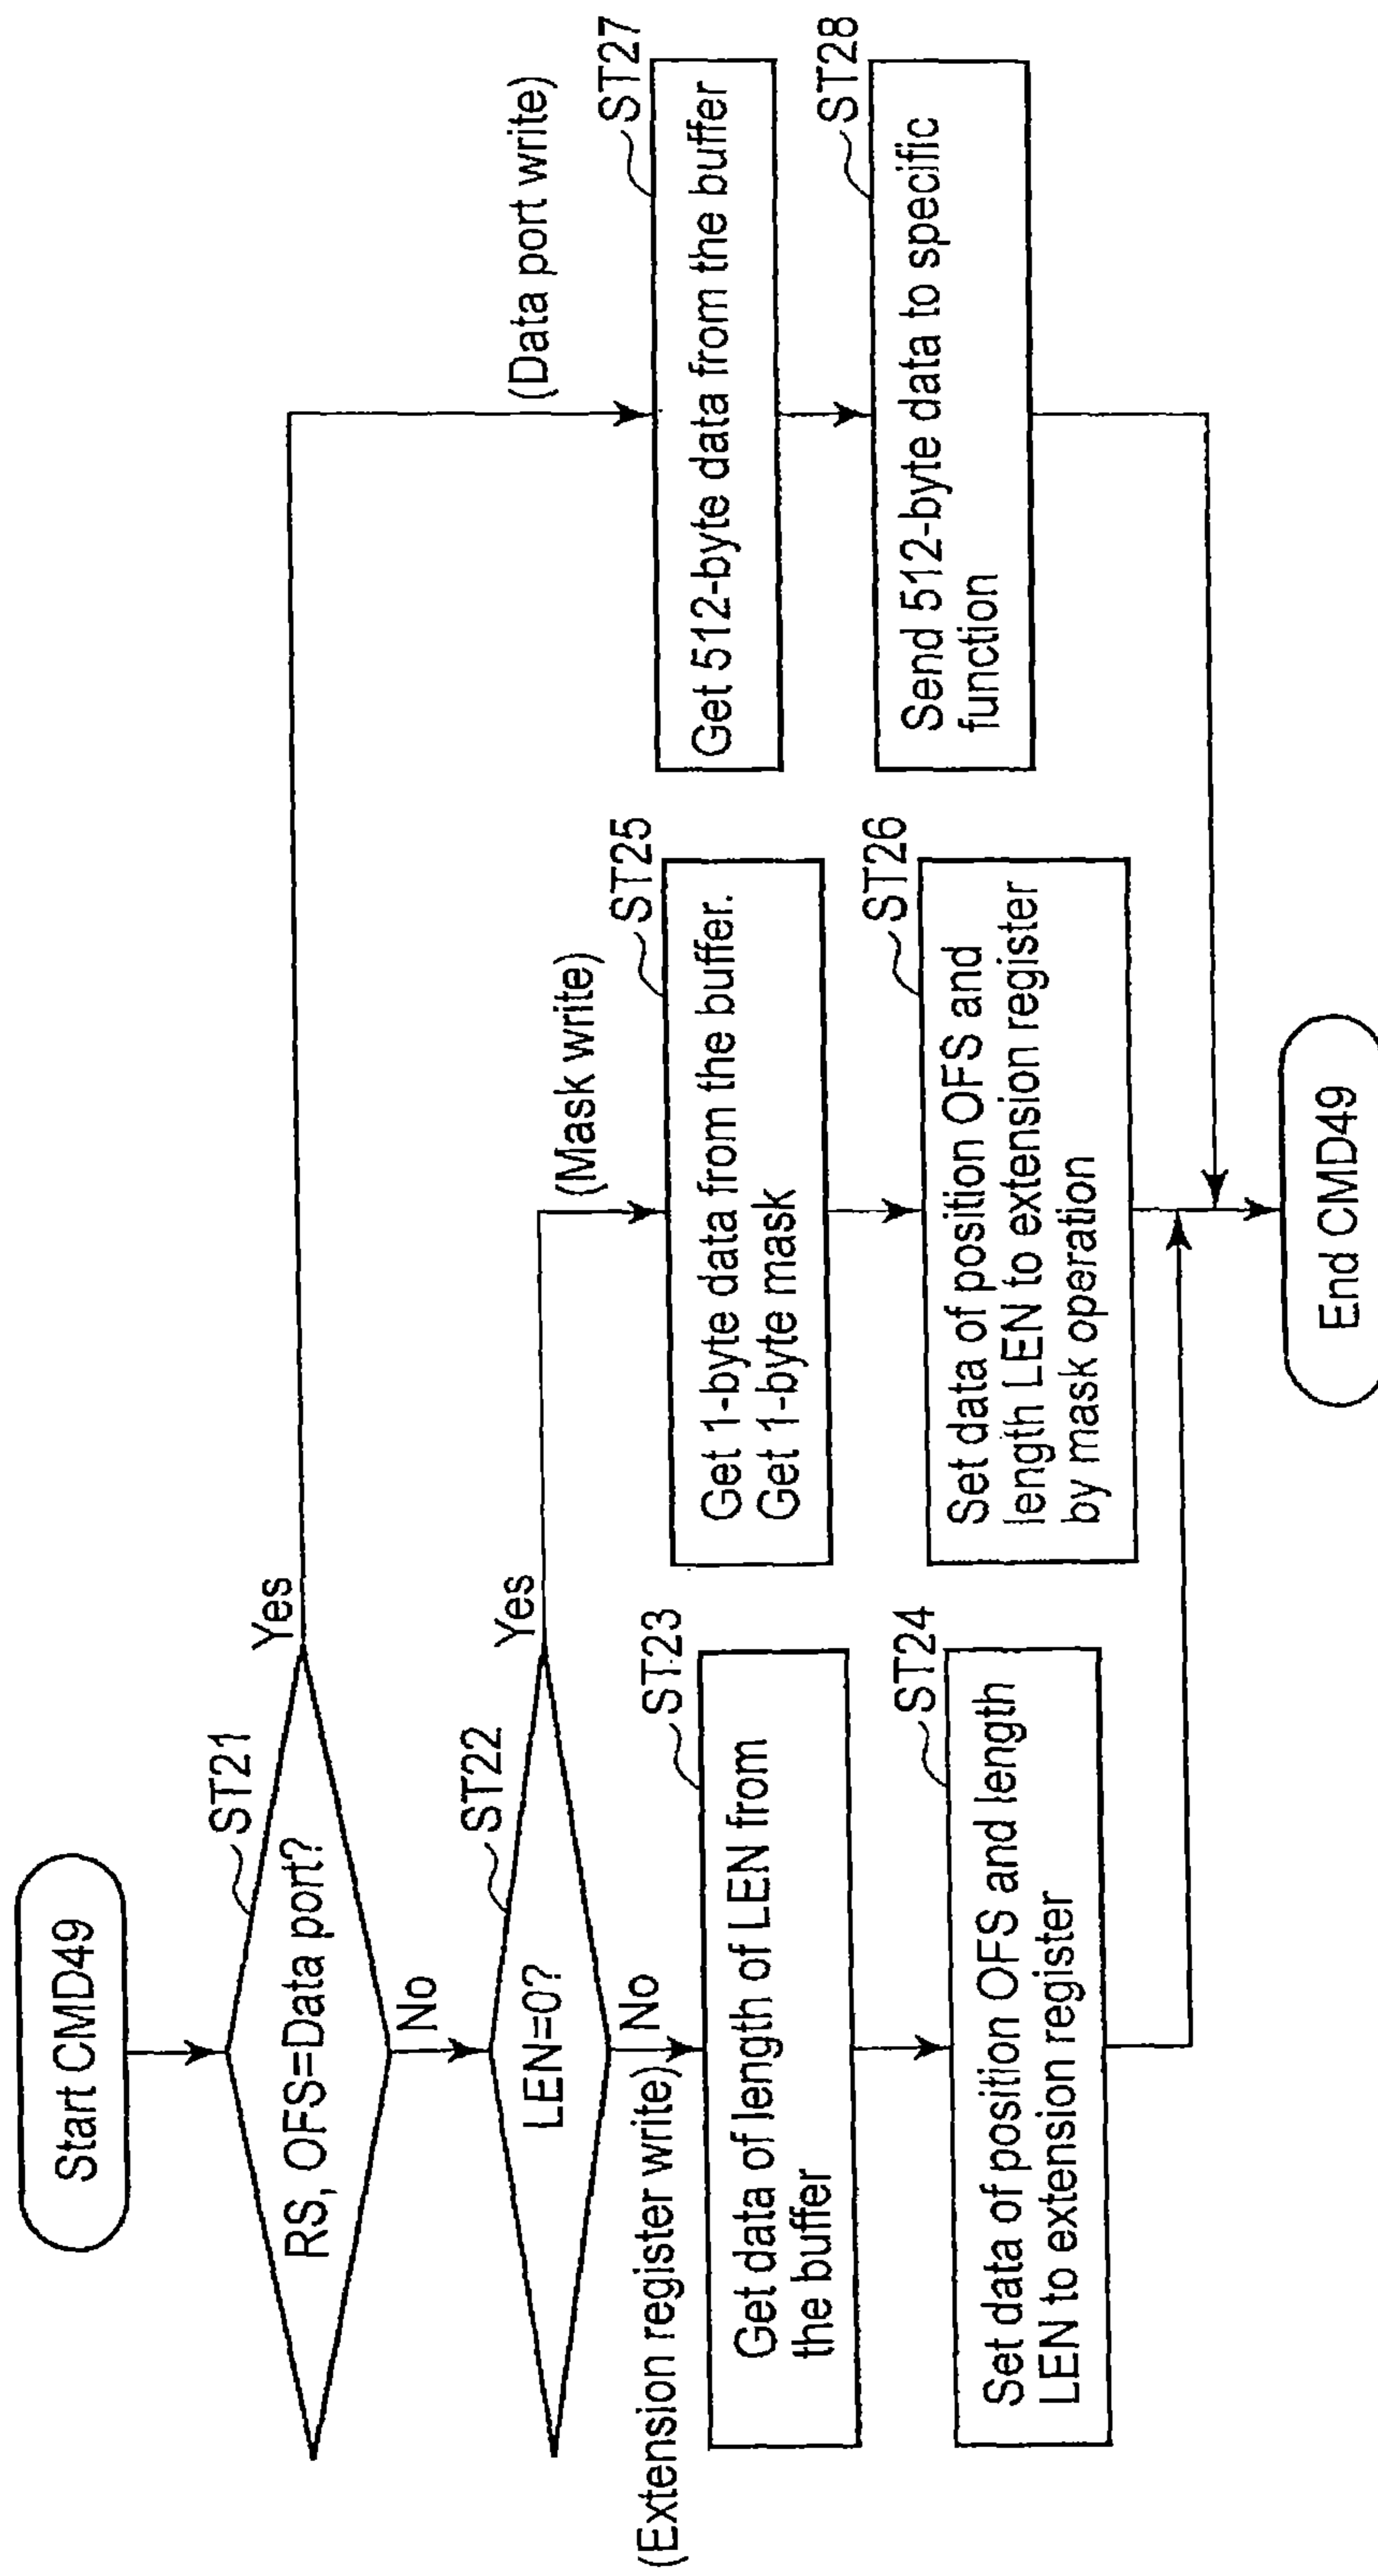 Start CMD49
ST21
RS, OFS=Data port?
Yes
No
ST22
LEN=0?
Yes
No
(Extension register write)
ST23
Get data of length of LEN from
the buffer
ST24
Set data of position OFS and length
LEN to extension register
(Mask write)
ST25
Get 1-byte data from the buffer.
Get 1-byte mask
ST26
Set data of position OFS and
length LEN to extension register
by mask operation
(Data port write)
ST27
Get 512-byte data from the buffer
ST28
Send 512-byte data to specific
function
End CMD49